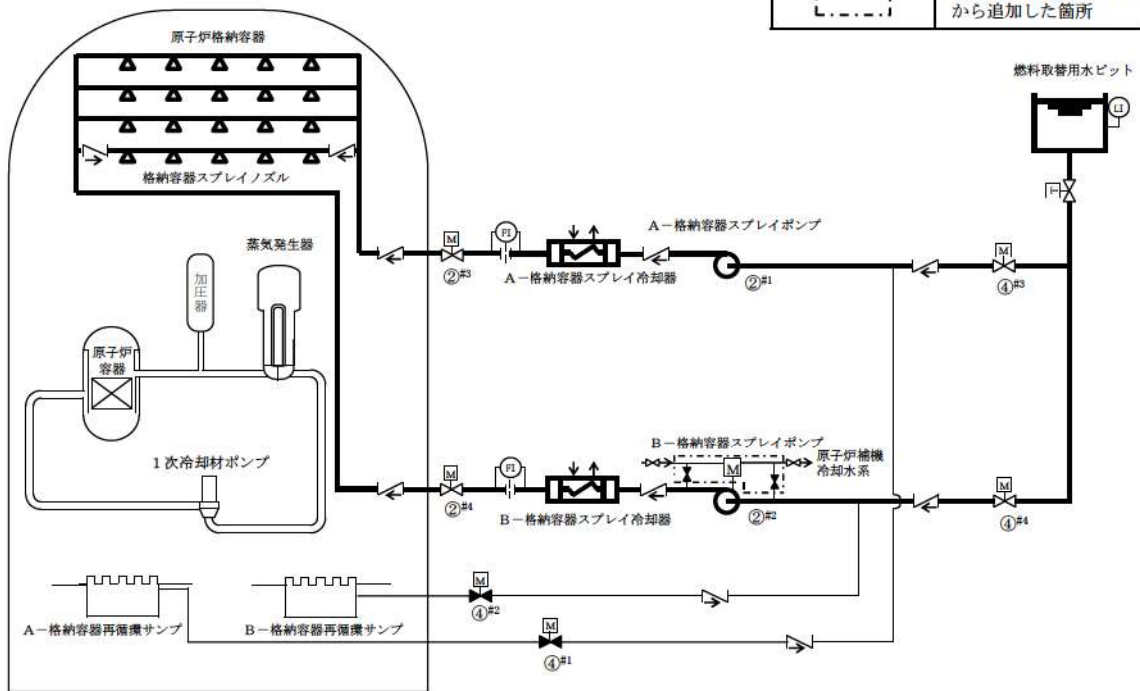 から追加した箇所
原子炉格納容器
燃料取替用水ピット
LI
T
格納容器スプレイノズル
A－格納容器スプレイポンプ
M
FI
M
②#3
A－格納容器スプレイ冷却器
②#1
④#3
蒸気発生器
加圧器
原子炉
容器
1次冷却材ポンプ
B－格納容器スプレイポンプ
原子炉補機
冷却水系
M
M
FI
M
②#4
B－格納容器スプレイ冷却器
②#2
④#4
M
④#2
A－格納容器再循環サンプ
B－格納容器再循環サンプ
M
④#1